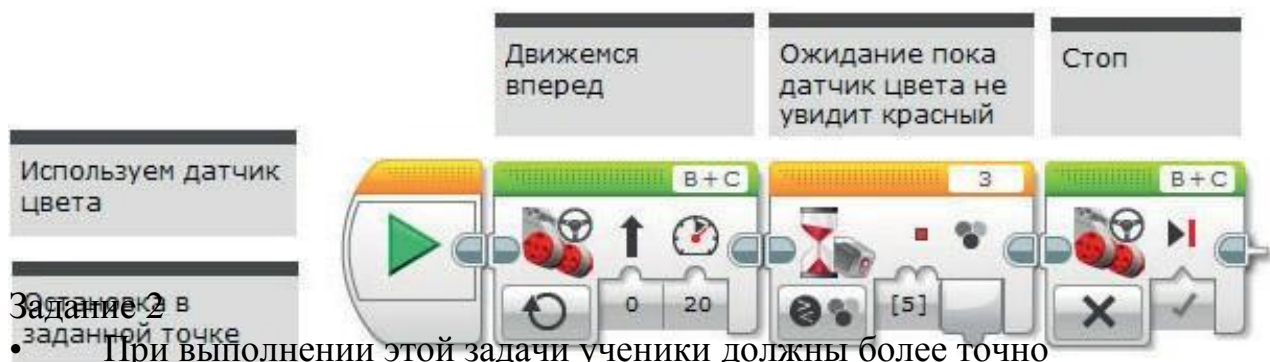 Движемся
вперед
Ожидание пока
датчик цвета не
увидит красный
Стоп
Используем датчик
цвета
B+C
3
B+C
0
20
[5]
Остановка в
заданной точке
Задание 2
• При выполнении этой задачи ученики должны более точно